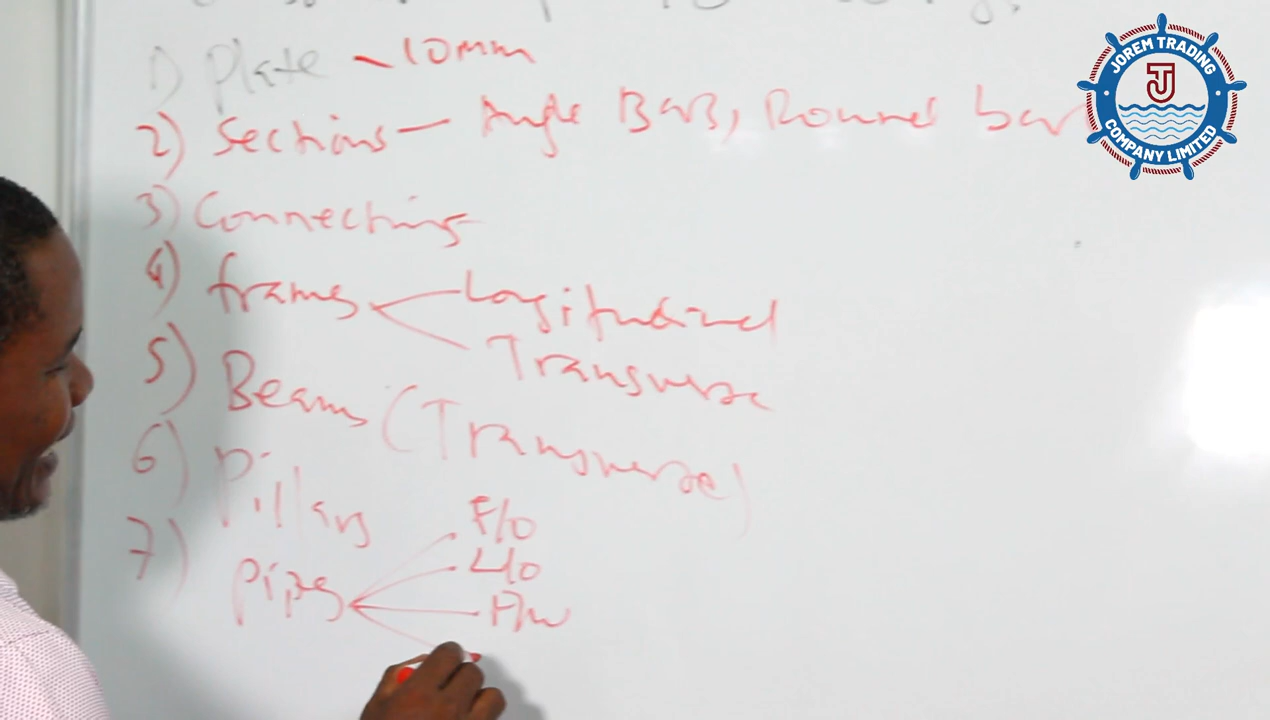 1) Plate ~ 10mm
2) Sections — Angle Bars, Round bar
3) Connecting
4) frames Longitudinal
Transverse
5) Beams (Transverse)
6) Pillars
7) Pipes F/O
L/O
F/W
JOREM TRADING
COMPANY LIMITED